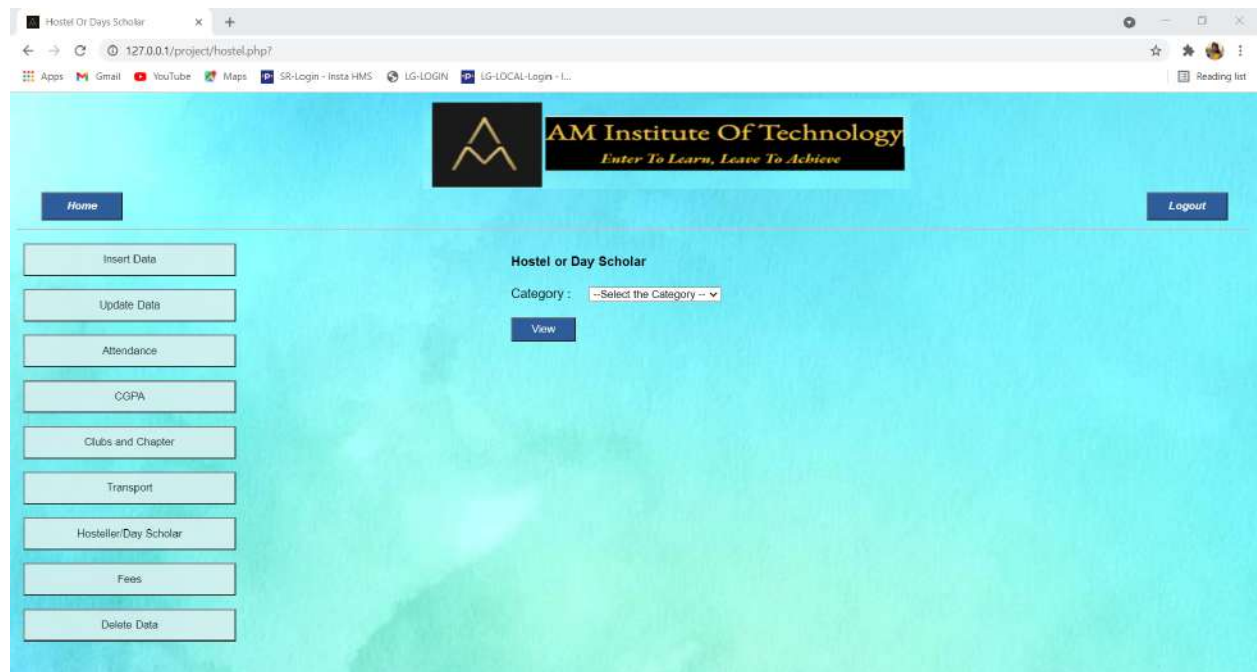 Hostel Or Days Scholar
127.0.0.1/project/hostel.php?
Apps Gmail YouTube Maps SR-Login - Insta HMS LG-LOGIN LG-LOCAL-Login - I... Reading list
AM Institute Of Technology
Enter To Learn, Leave To Achieve
Home Logout
Insert Data
Hostel or Day Scholar
Category : --Select the Category --
View
Update Data
Attendance
CGPA
Clubs and Chapter
Transport
Hosteller/Day Scholar
Fees
Delete Data